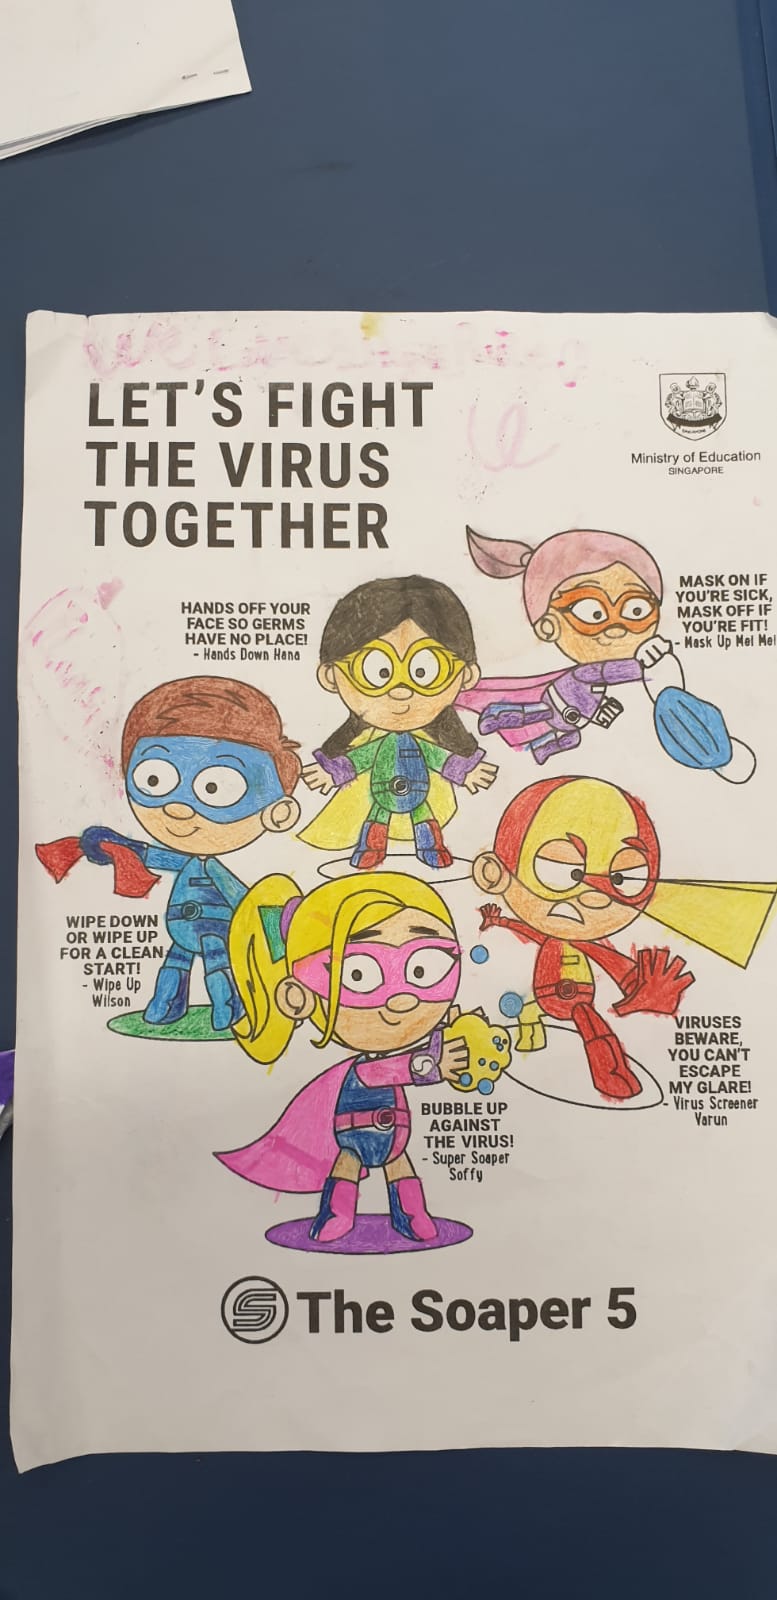 LET'S FIGHT
THE VIRUS
TOGETHER
Ministry of Education
SINGAPORE
HANDS OFF YOUR
FACE SO GERMS
HAVE NO PLACE!
- Hands Down Hana
MASK ON IF
YOU'RE SICK,
MASK OFF IF
YOU'RE FIT!
- Mask Up Mei Mei
WIPE DOWN
OR WIPE UP
FOR A CLEAN
START!
- Wipe Up
Wilson
VIRUSES
BEWARE,
YOU CAN'T
ESCAPE
MY GLARE!
- Virus Screener
Varun
BUBBLE UP
AGAINST
THE VIRUS!
- Super Soaper
Soffy
S The Soaper 5